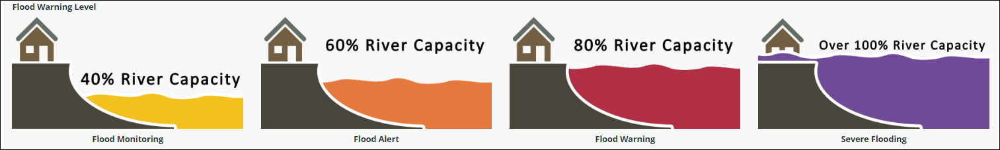 Flood Warning Level
40% River Capacity
60% River Capacity
80% River Capacity
Over 100% River Capacity
Flood Monitoring
Flood Alert
Flood Warning
Severe Flooding